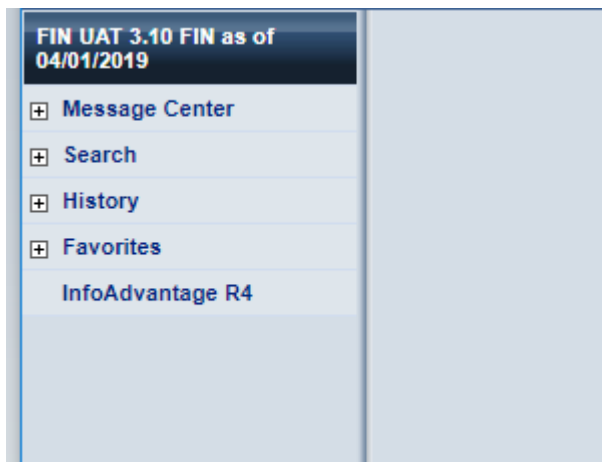 FIN UAT 3.10 FIN as of
04/01/2019
Message Center
Search
History
Favorites
InfoAdvantage R4